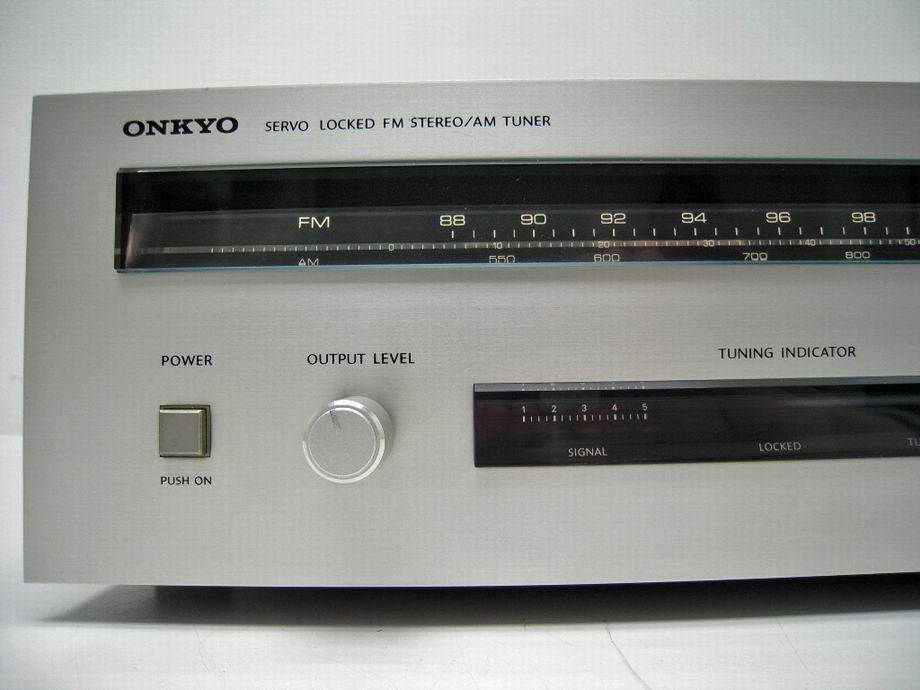 ONKYO SERVO LOCKED FM STEREO/AM TUNER
FM 88 90 92 94 96 98
0 10 20 30 40 50
AM 550 600 700 800
POWER OUTPUT LEVEL TUNING INDICATOR
1 2 3 4 5
SIGNAL LOCKED TU
PUSH ON